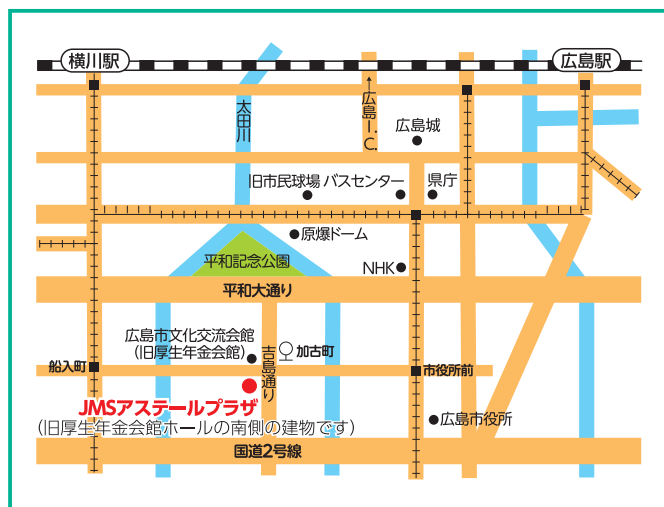 横川駅
広島駅
太田川
↑広島I.C.
広島城
旧市民球場
バスセンター
県庁
原爆ドーム
平和記念公園
NHK
平和大通り
広島市文化交流会館
(旧厚生年金会館)
吉島通り
加古町
船入町
市役所前
JMSアステールプラザ
(旧厚生年金会館ホールの南側の建物です)
広島市役所
国道2号線